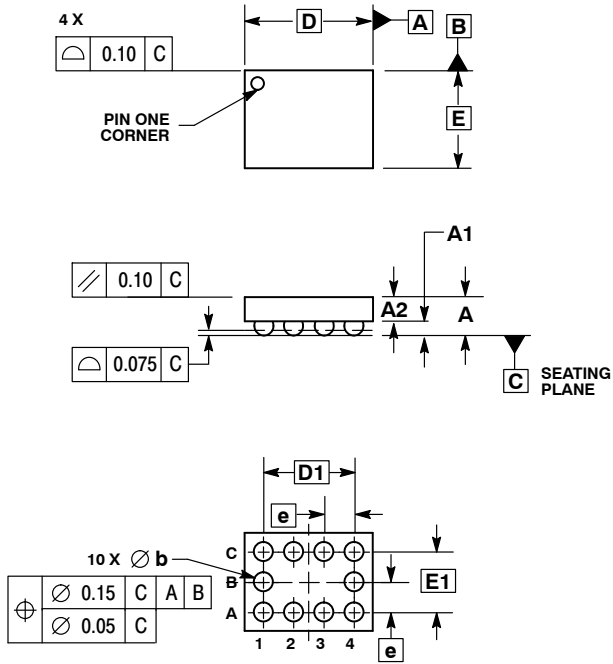 4 X
D
A
B
⌓ 0.10 C
PIN ONE
CORNER
E
A1
⫽ 0.10 C
A2
A
⌓ 0.075 C
C
SEATING
PLANE
D1
e
10 X ∅ b
C
B
A
E1
⌖ ∅ 0.15 C A B
∅ 0.05 C
1 2 3 4
e